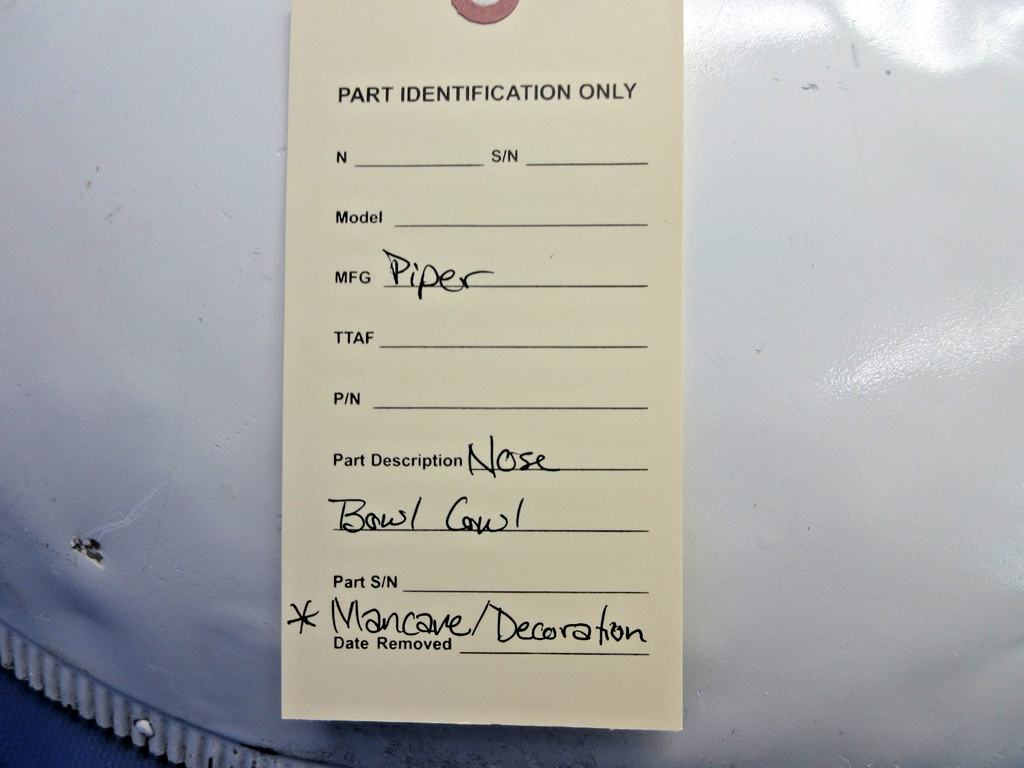 PART IDENTIFICATION ONLY
N S/N
Model
MFG Piper
TTAF
P/N
Part Description Nose
Bowl Cowl
Part S/N
* Mancave/Decoration
Date Removed